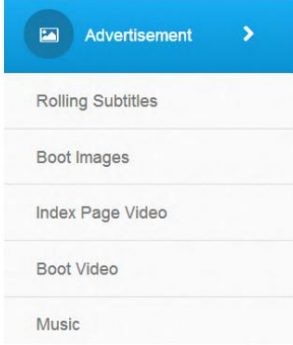 Advertisement
Rolling Subtitles
Boot Images
Index Page Video
Boot Video
Music